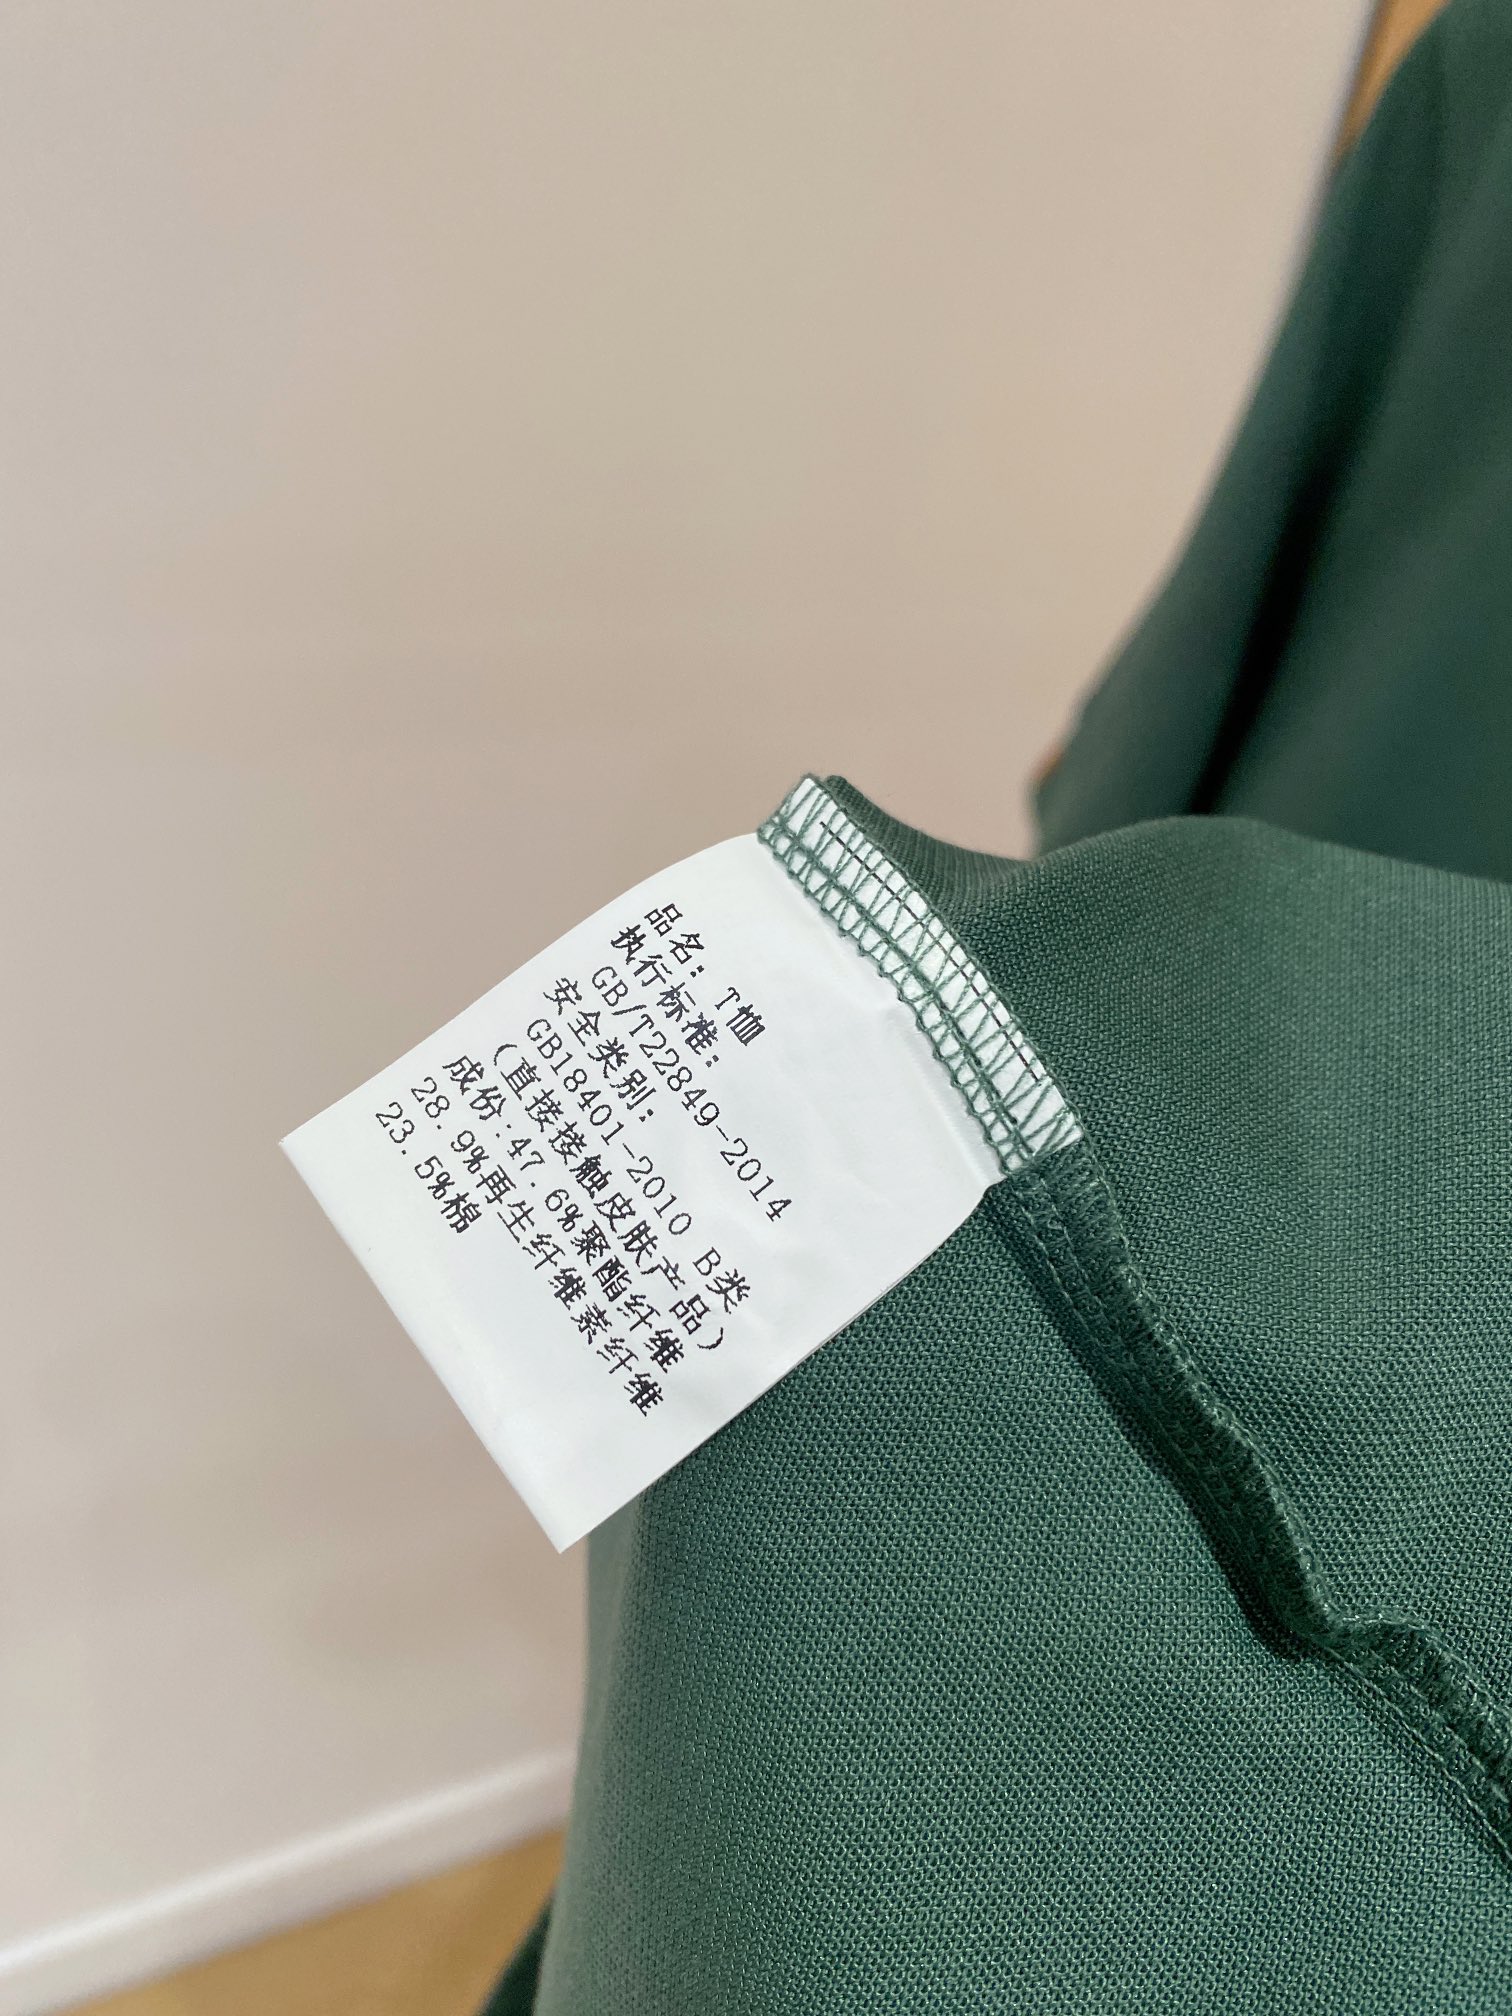 品名: T恤
执行标准:
GB/T22849-2014
安全类别:
GB18401-2010 B类
(直接接触皮肤产品)
成份:47.6%聚酯纤维
28.9%再生纤维素纤维
23.5%棉